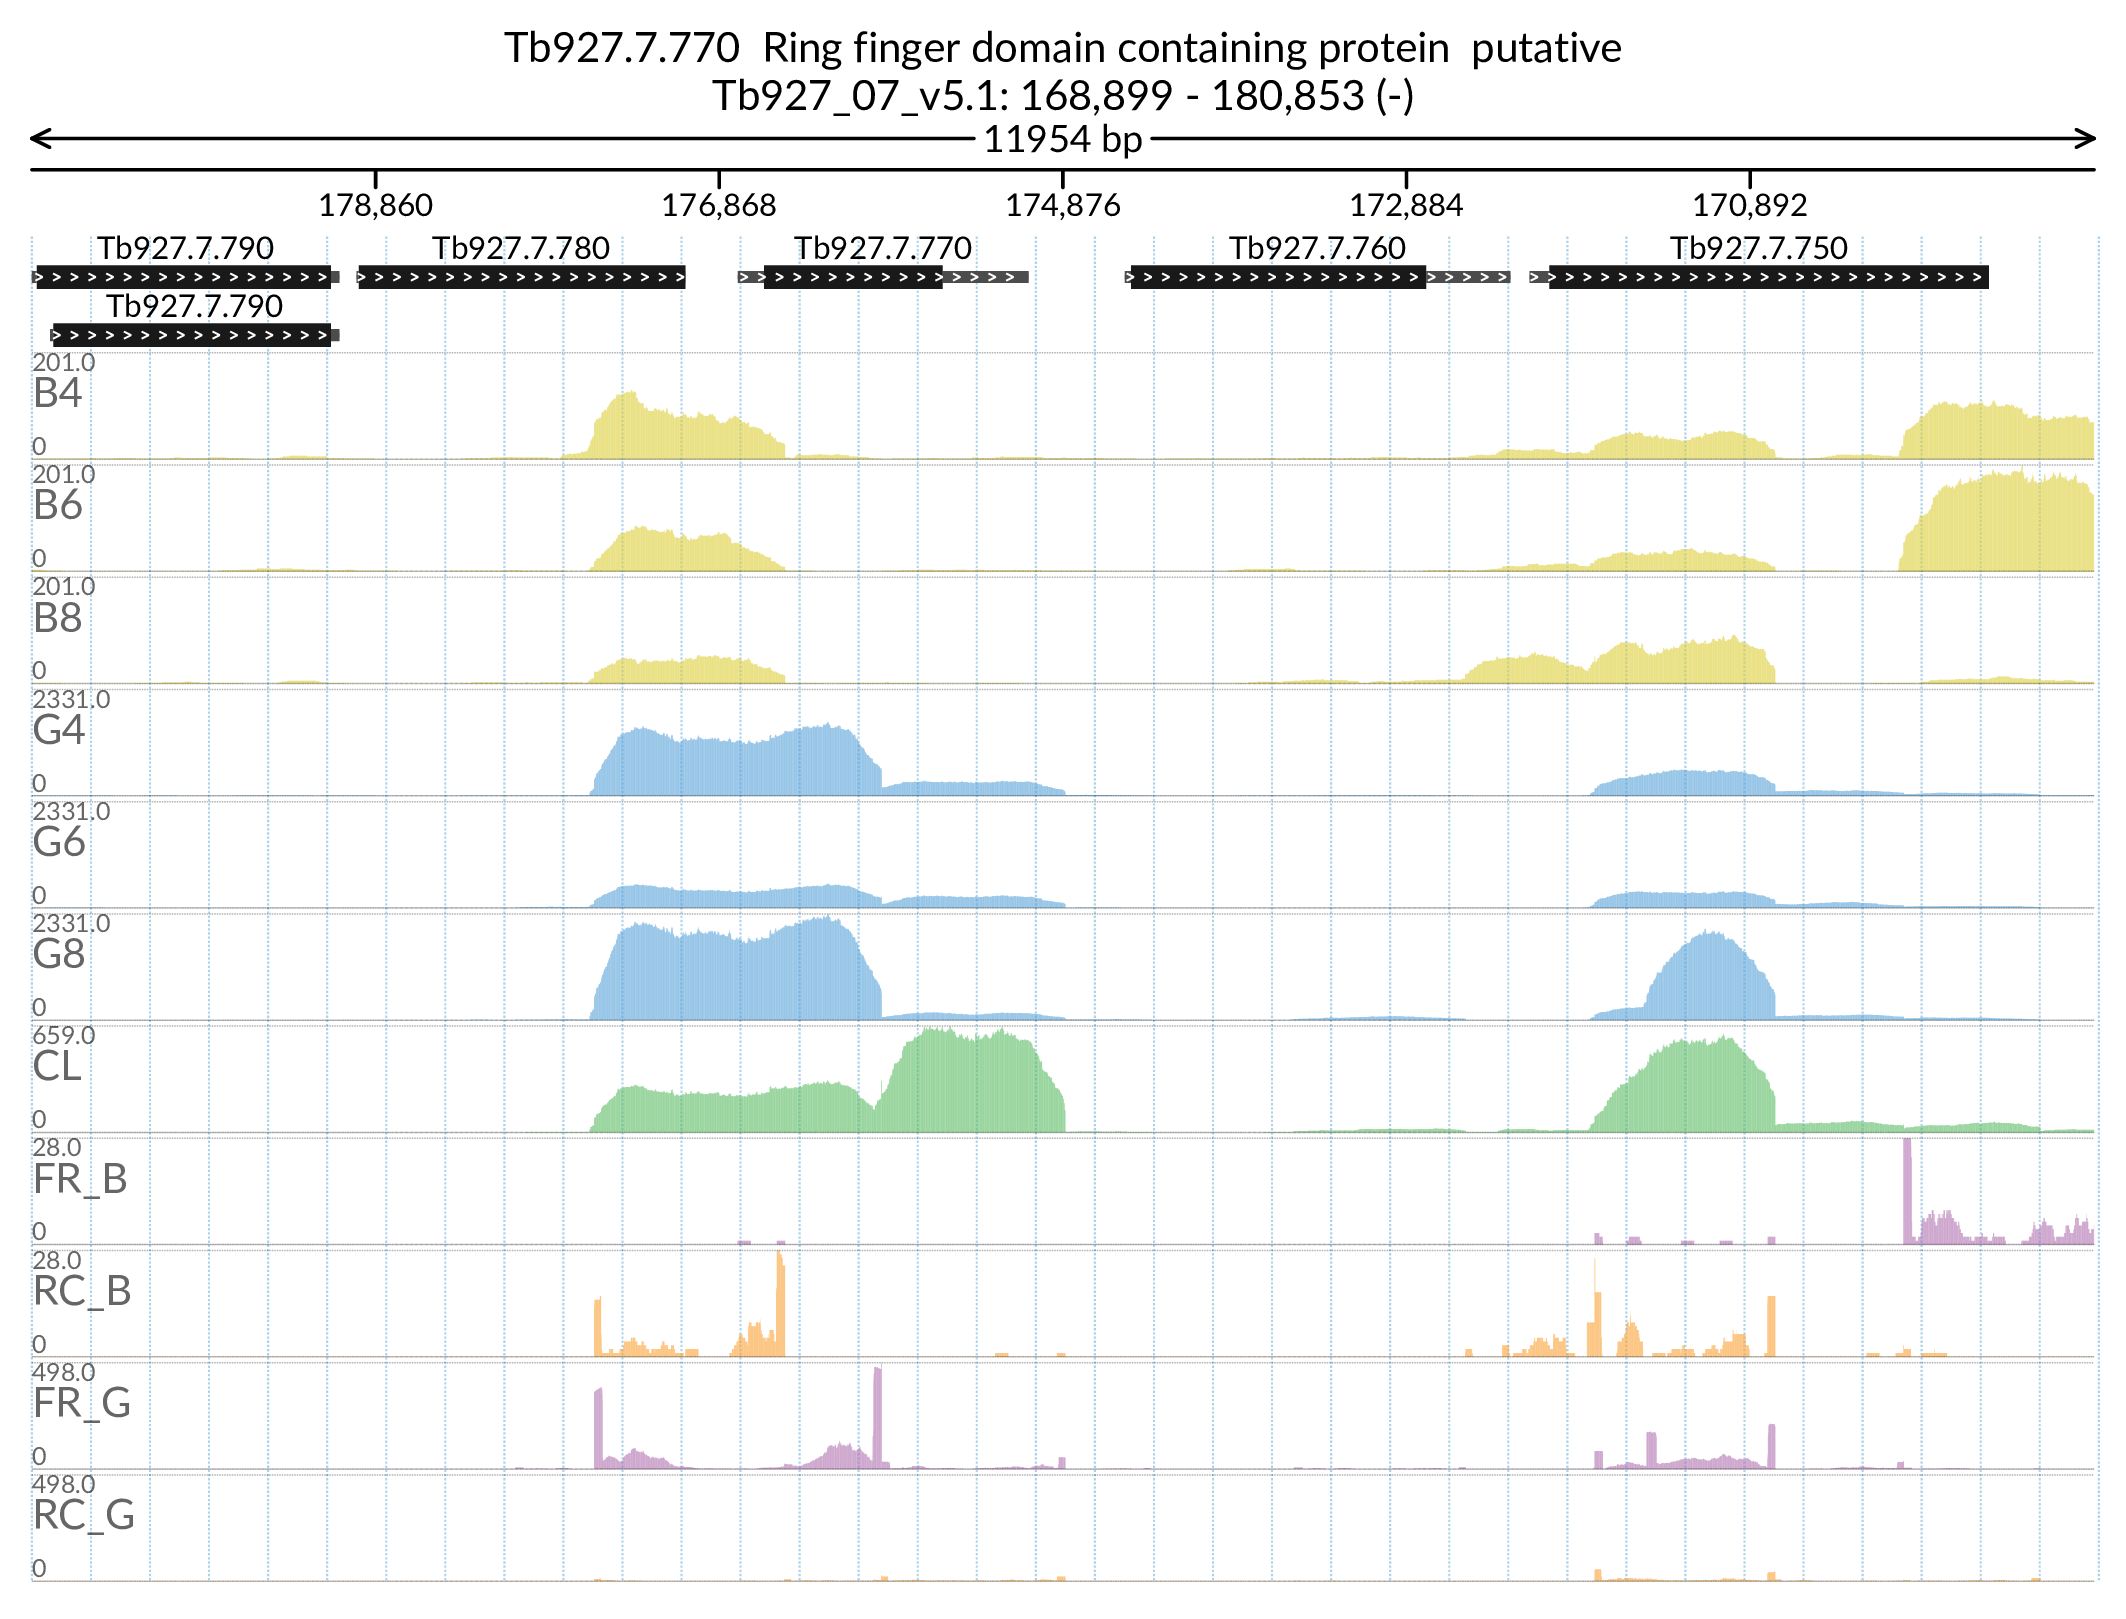 Tb927.7.770  Ring finger domain containing protein  putative
Tb927_07_v5.1: 168,899 - 180,853 (-)
11954 bp
178,860 176,868 174,876 172,884 170,892
Tb927.7.790 Tb927.7.780 Tb927.7.770 Tb927.7.760 Tb927.7.750
Tb927.7.790
201.0
B4
0
201.0
B6
0
201.0
B8
0
2331.0
G4
0
2331.0
G6
0
2331.0
G8
0
659.0
CL
0
28.0
FR_B
0
28.0
RC_B
0
498.0
FR_G
0
498.0
RC_G
0